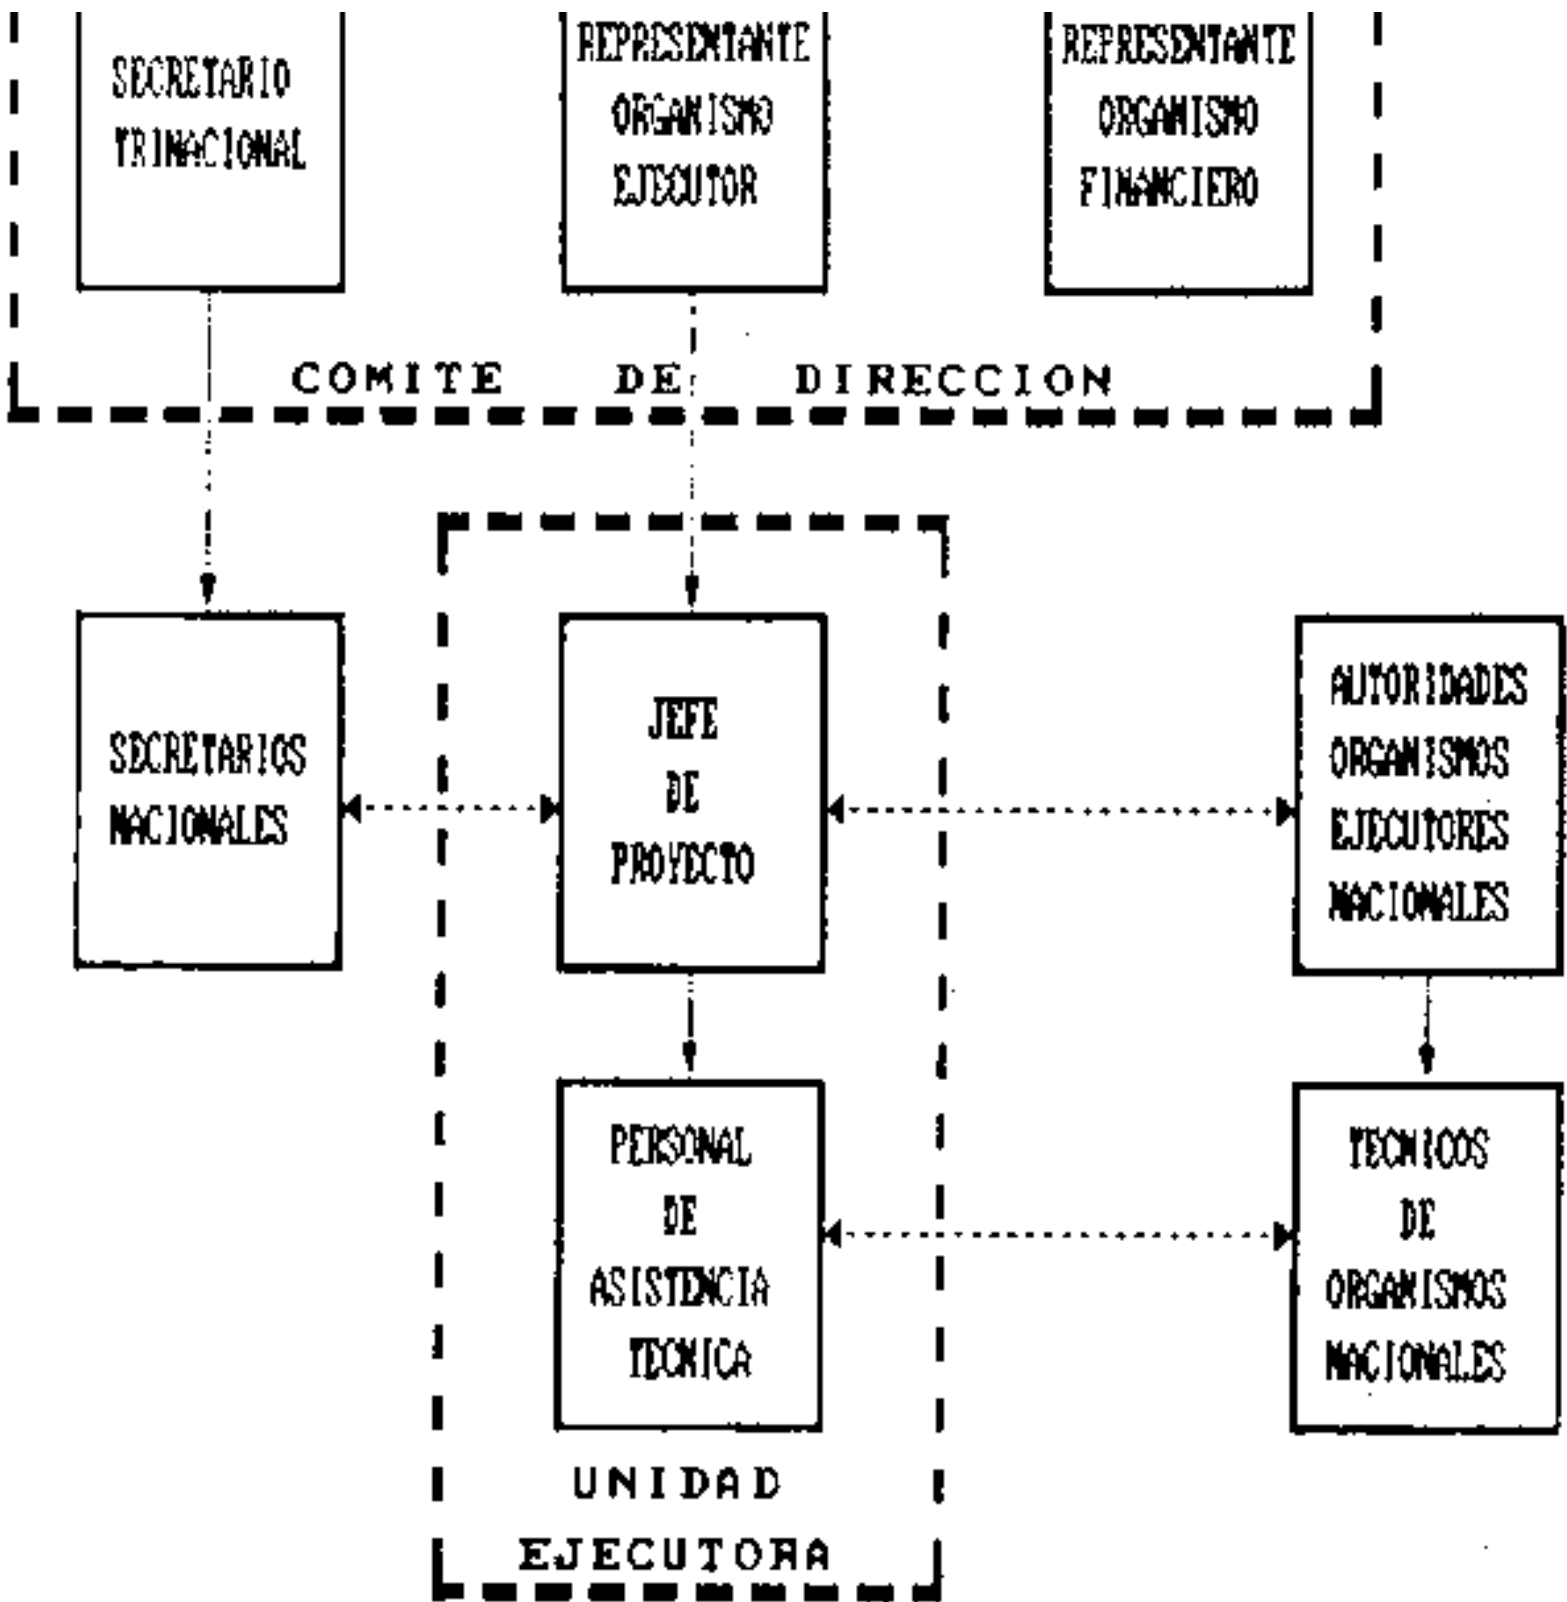 SECRETARIO
TRINACIONAL
REPRESENTANTE
ORGANISMO
EJECUTOR
REPRESENTANTE
ORGANISMO
FINANCIERO
COMITE DE DIRECCION
SECRETARIOS
NACIONALES
JEFE
DE
PROYECTO
AUTORIDADES
ORGANISMOS
EJECUTORES
NACIONALES
PERSONAL
DE
ASISTENCIA
TECNICA
TECNICOS
DE
ORGANISMOS
NACIONALES
UNIDAD
EJECUTORA